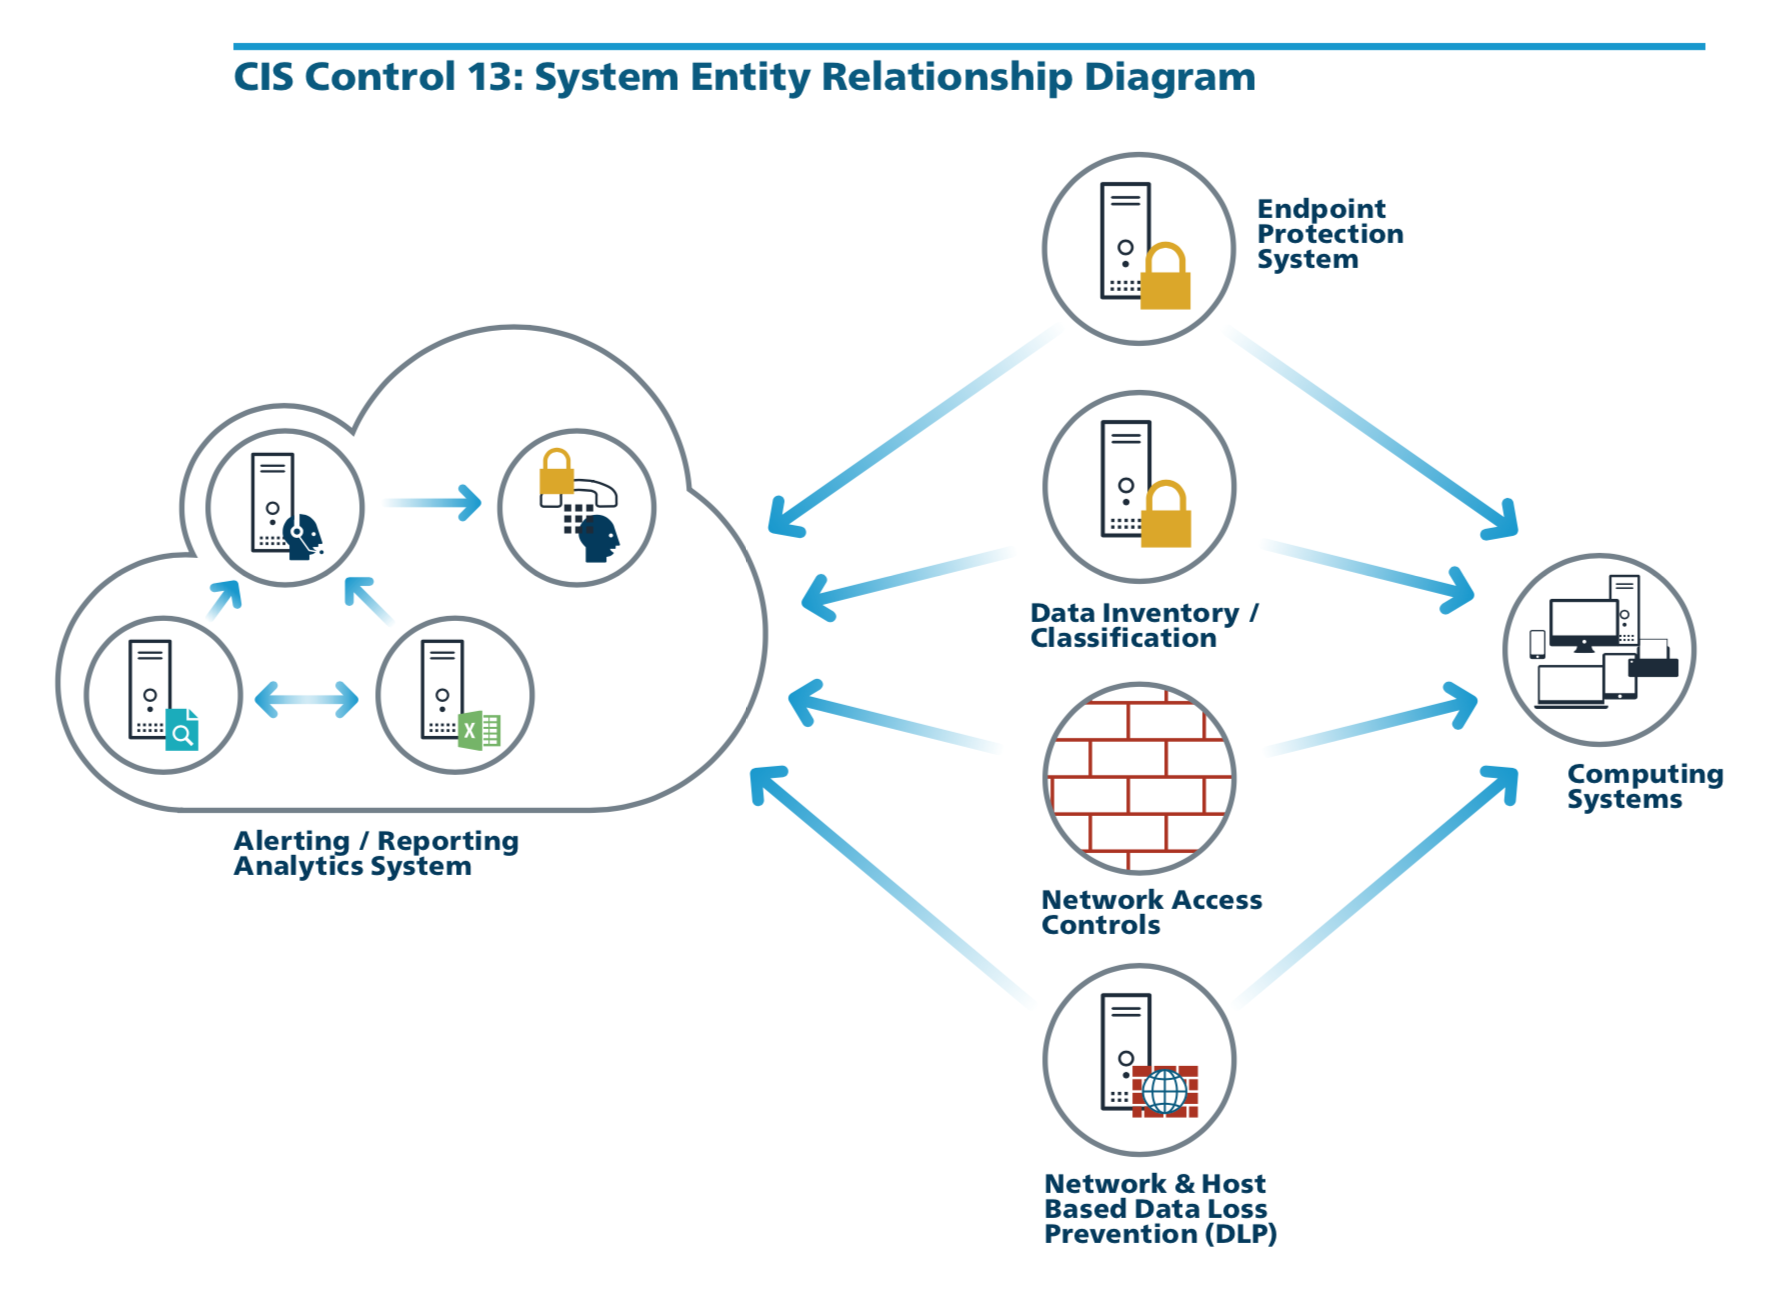 CIS Control 13: System Entity Relationship Diagram
Endpoint
Protection
System
Data Inventory /
Classification
Network Access
Controls
Network & Host
Based Data Loss
Prevention (DLP)
Computing
Systems
X
Alerting / Reporting
Analytics System